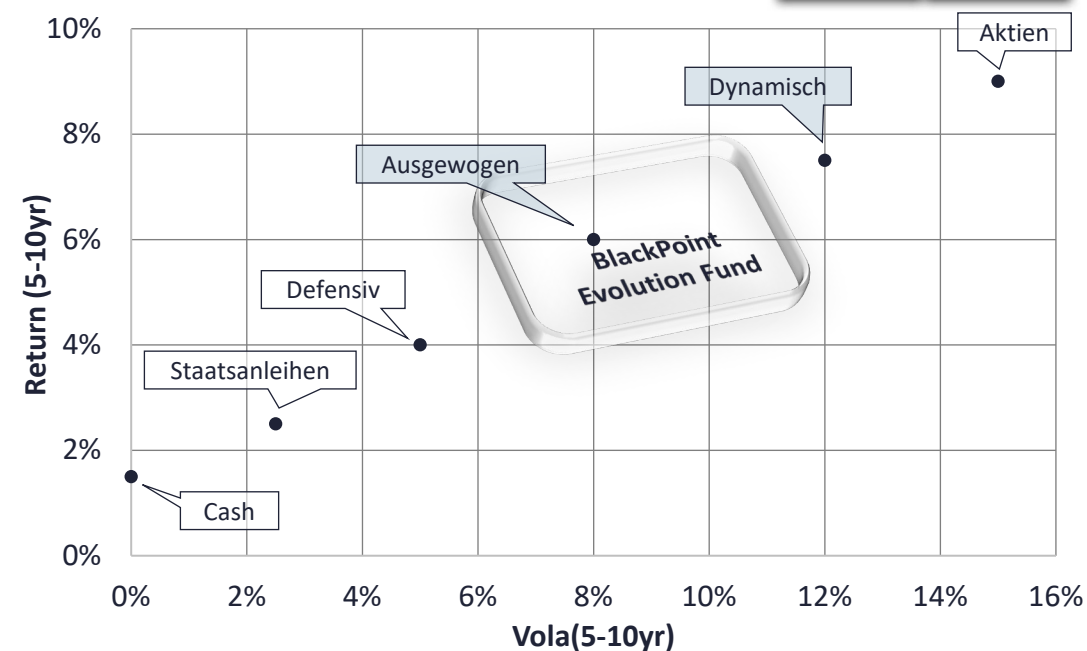 10%
8%
6%
4%
2%
0%
Return (5-10yr)
Aktien
Dynamisch
Ausgewogen
BlackPoint
Evolution Fund
Defensiv
Staatsanleihen
Cash
0% 2% 4% 6% 8% 10% 12% 14% 16%
Vola(5-10yr)